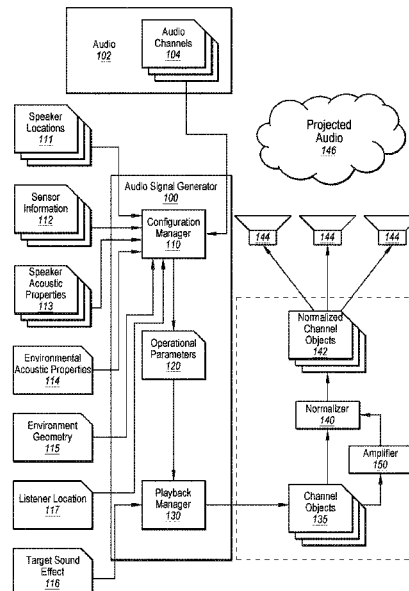 Audio
102
Audio
Channels
104
Speaker
Locations
111
Sensor
Information
112
Speaker
Acoustic
Properties
113
Environmental
Acoustic Properties
114
Environment
Geometry
115
Listener Location
117
Target Sound
Effect
116
Audio Signal Generator
100
Configuration
Manager
110
Operational
Parameters
120
Playback
Manager
130
Projected
Audio
146
144
144
144
Normalized
Channel
Objects
142
Normalizer
140
Amplifier
150
Channel
Objects
135